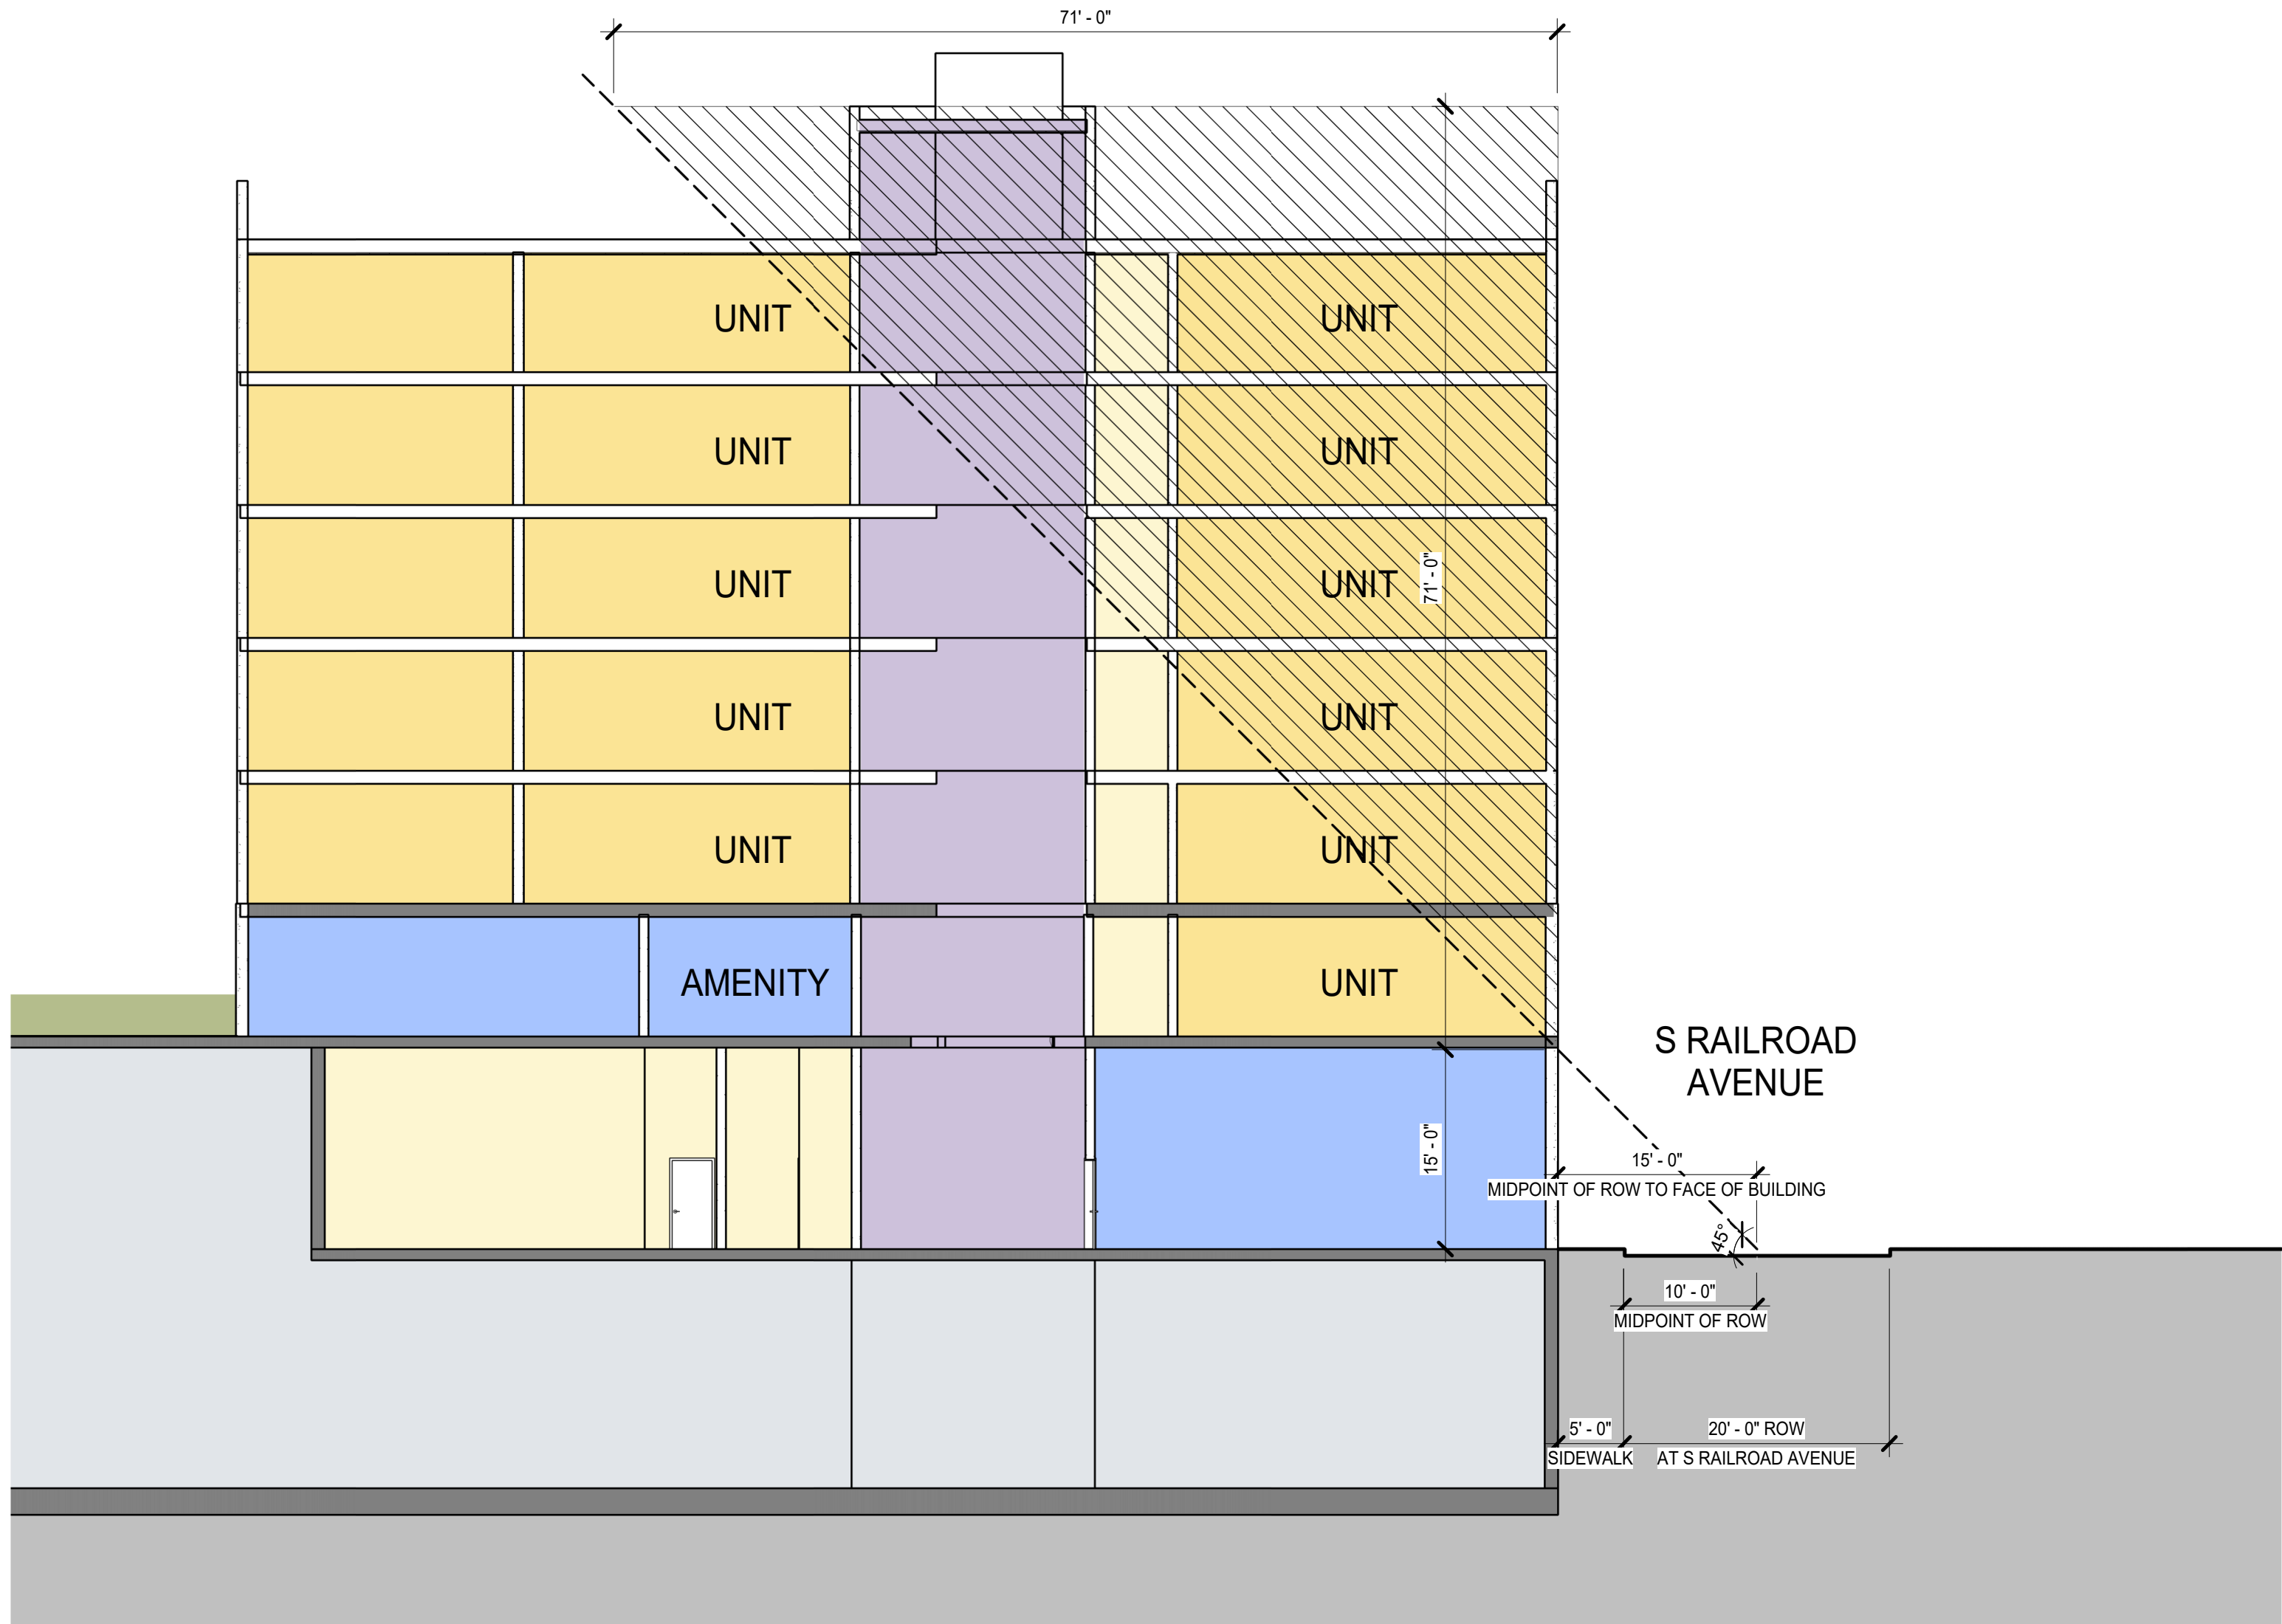 71' - 0"
UNIT
UNIT
UNIT
UNIT
UNIT
UNIT
71' - 0"
UNIT
UNIT
UNIT
UNIT
AMENITY
UNIT
S RAILROAD
AVENUE
15' - 0"
15' - 0"
MIDPOINT OF ROW TO FACE OF BUILDING
45°
10' - 0"
MIDPOINT OF ROW
5' - 0"
SIDEWALK
20' - 0" ROW
AT S RAILROAD AVENUE